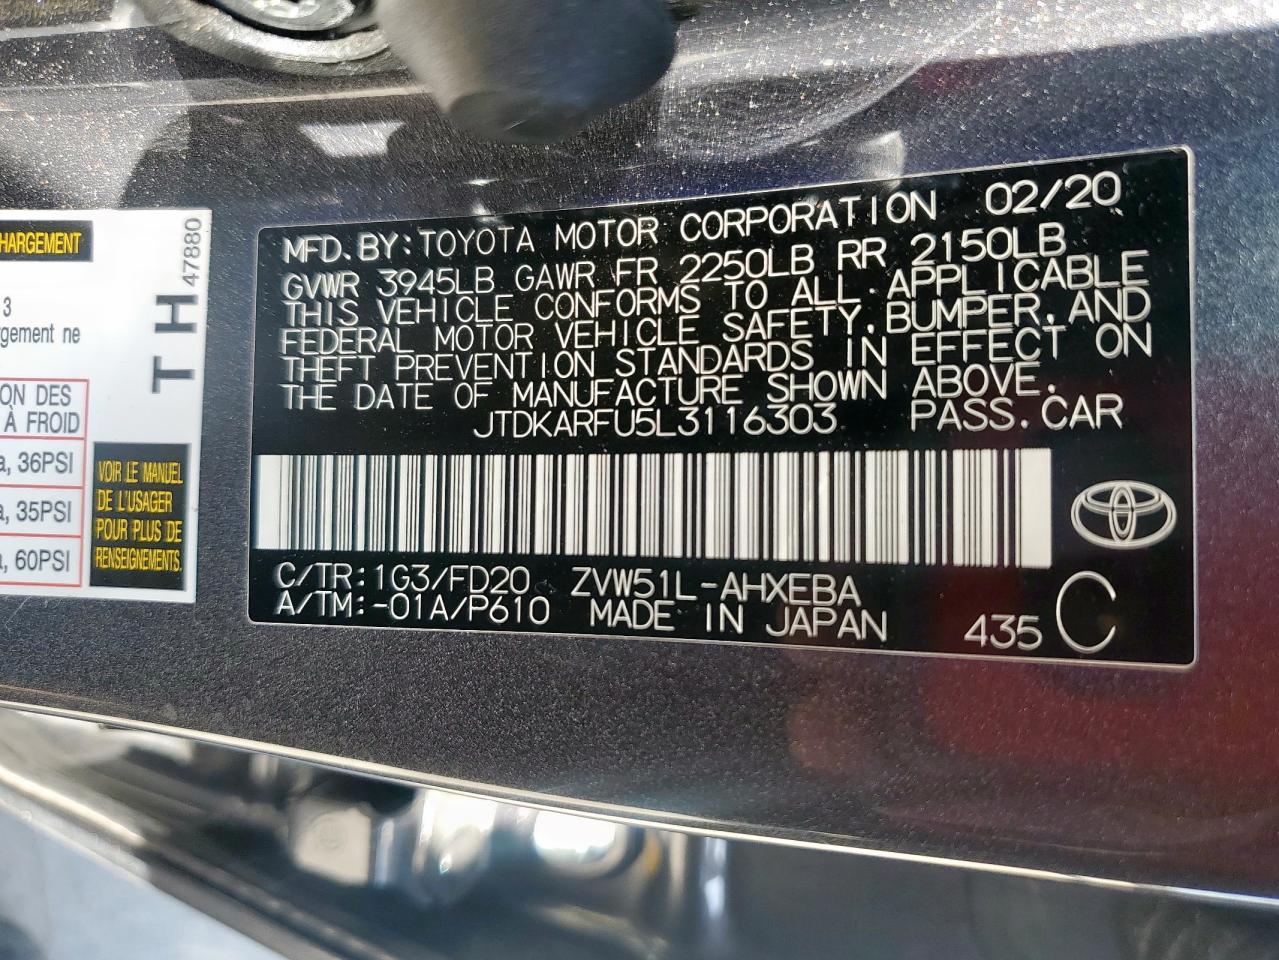 HARGEMENT
47880
TH
3
rgement ne
ON DES
À FROID
a, 36PSI
a, 35PSI
a, 60PSI
VOIR LE MANUEL
DE L'USAGER
POUR PLUS DE
RENSEIGNEMENTS.
MFD.BY:TOYOTA MOTOR CORPORATION 02/20
GVWR 3945LB GAWR FR 2250LB RR 2150LB
THIS VEHICLE CONFORMS TO ALL APPLICABLE
FEDERAL MOTOR VEHICLE SAFETY,BUMPER,AND
THEFT PREVENTION STANDARDS IN EFFECT ON
THE DATE OF MANUFACTURE SHOWN ABOVE.
JTDKARFU5L3116303 PASS.CAR
C/TR:1G3/FD20 ZVW51L-AHXEBA
A/TM:-01A/P610 MADE IN JAPAN 435 C